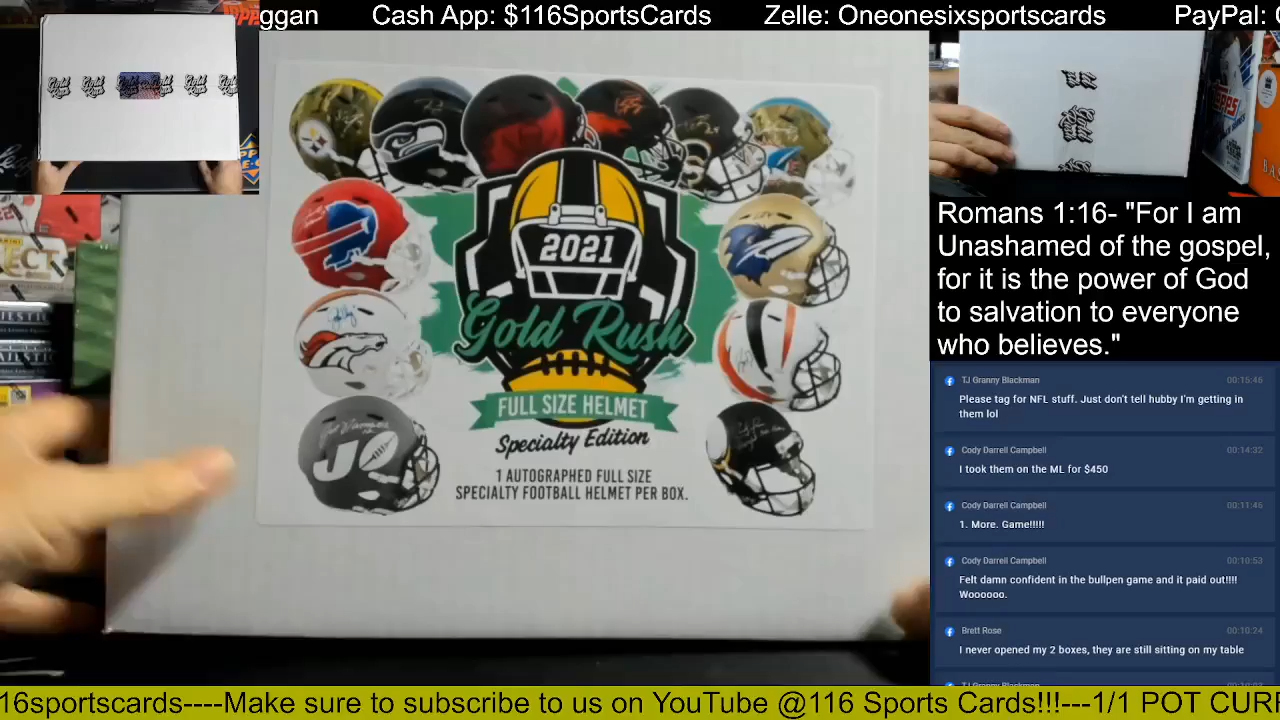 ggan Cash App: $116SportsCards Zelle: Oneonesixsportscards PayPal:
2021
Gold Rush
FULL SIZE HELMET
Specialty Edition
1 AUTOGRAPHED FULL SIZE
SPECIALTY FOOTBALL HELMET PER BOX.
Romans 1:16- "For I am
Unashamed of the gospel,
for it is the power of God
to salvation to everyone
who believes."
TJ Granny Blackman 00:15:46
Please tag for NFL stuff. Just don't tell hubby I'm getting in
them lol
Cody Darrell Campbell 00:14:32
I took them on the ML for $450
Cody Darrell Campbell 00:11:46
1. More. Game!!!!!
Cody Darrell Campbell 00:10:53
Felt damn confident in the bullpen game and it paid out!!!!
Woooooo.
Brett Rose 00:10:24
I never opened my 2 boxes, they are still sitting on my table
16sportscards----Make sure to subscribe to us on YouTube @116 Sports Cards!!!---1/1 POT CURR